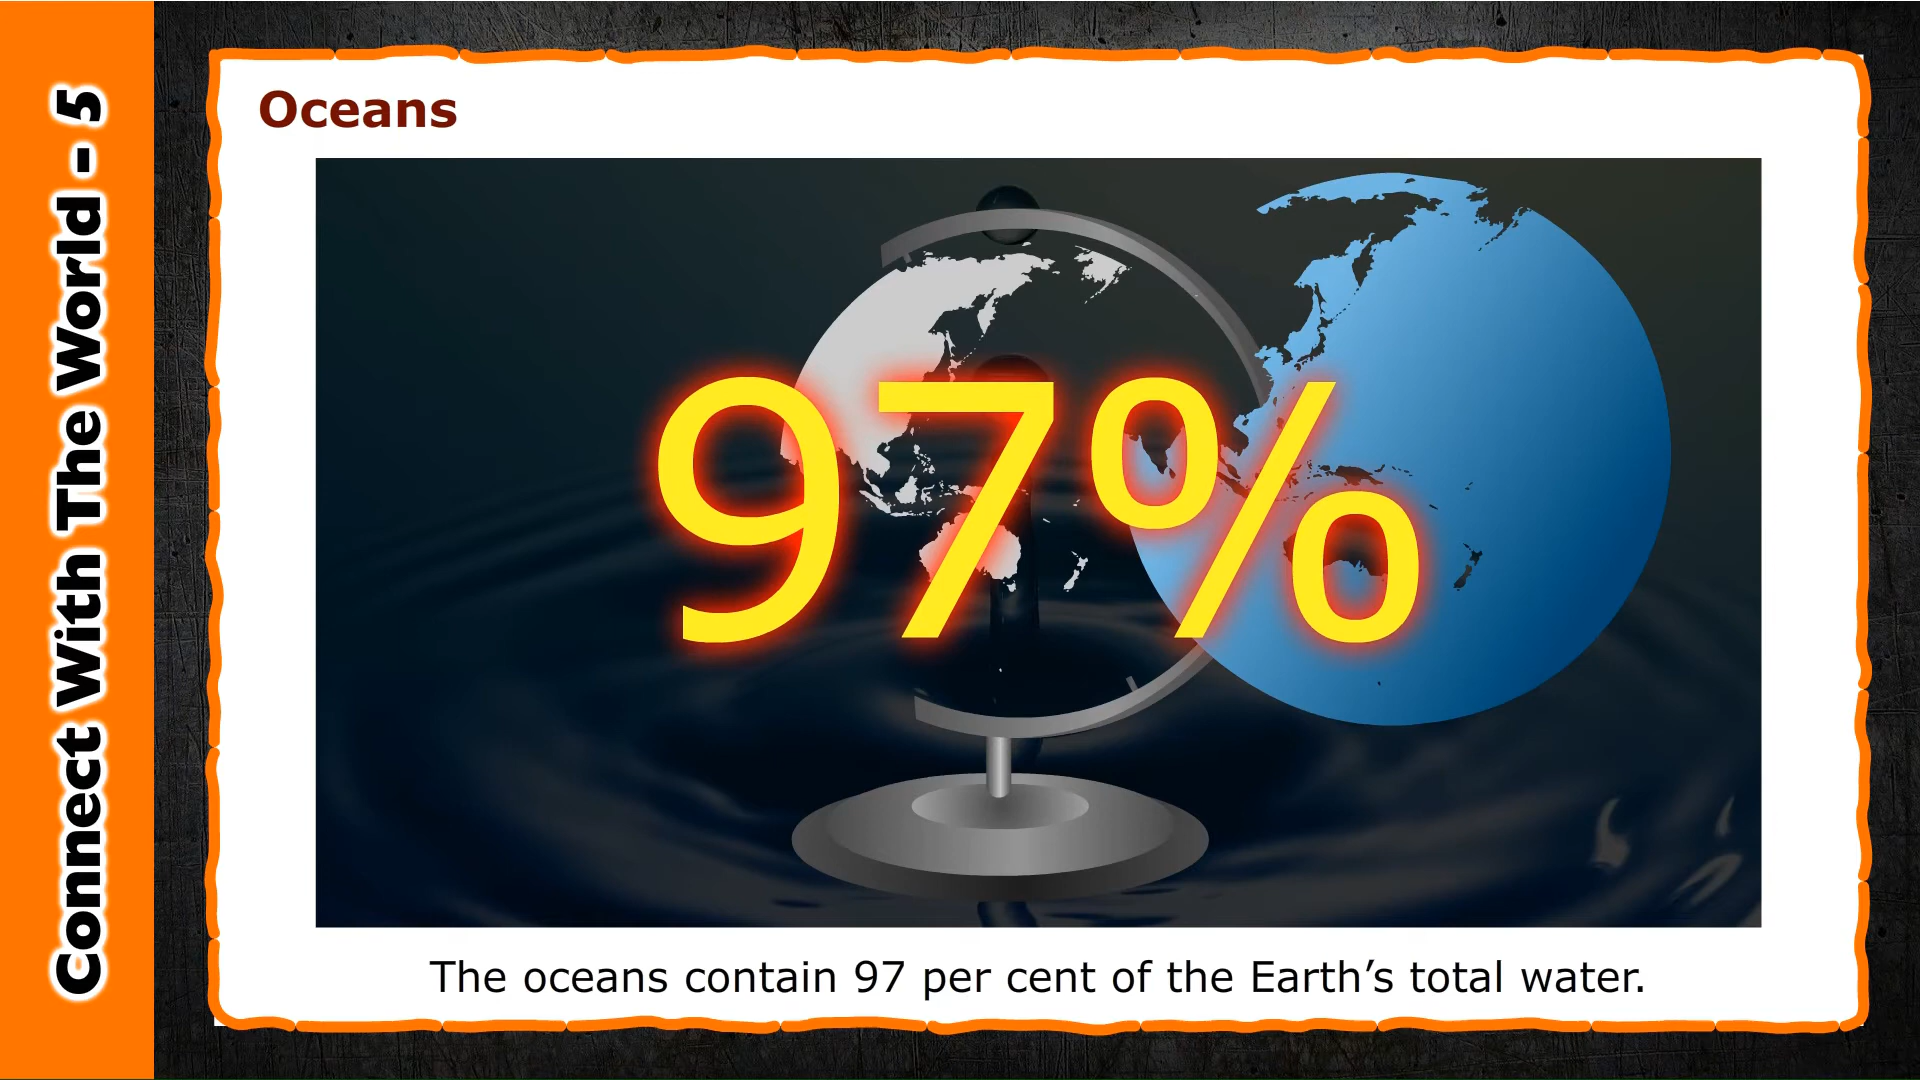 Connect With The World - 5
Oceans
97%
The oceans contain 97 per cent of the Earth’s total water.